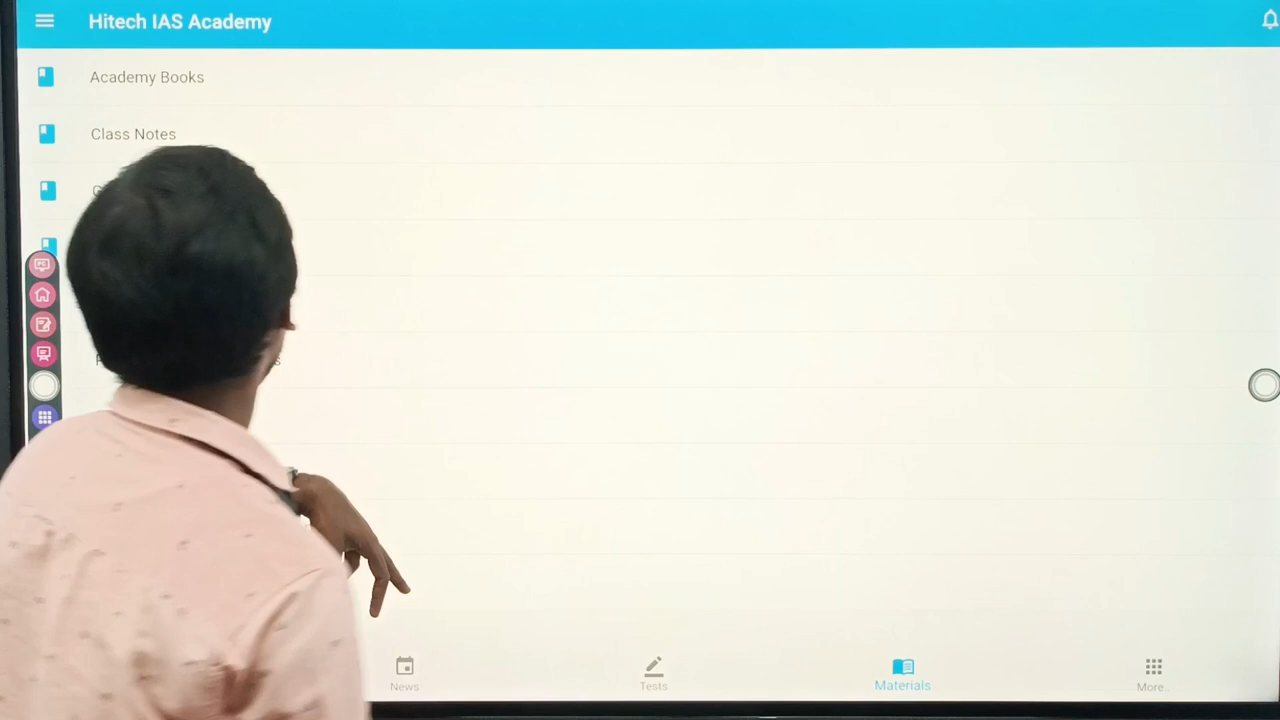 Hitech IAS Academy
Academy Books
Class Notes
News
Tests
Materials
More..